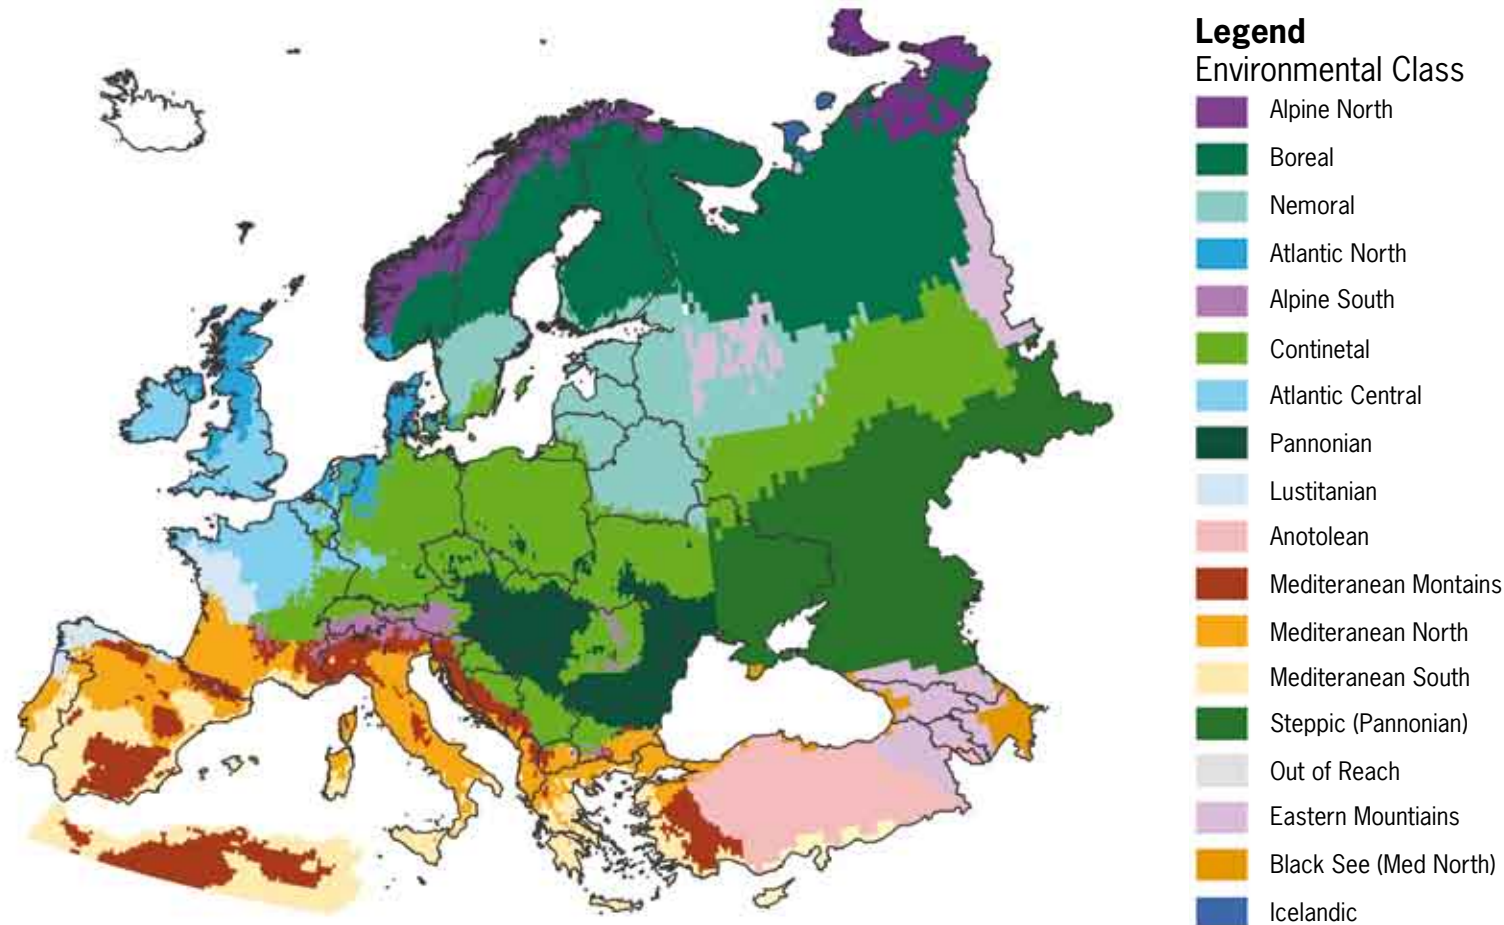 Legend
Environmental Class
Alpine North
Boreal
Nemoral
Atlantic North
Alpine South
Continetal
Atlantic Central
Pannonian
Lustitanian
Anotolean
Mediteranean Montains
Mediteranean North
Mediteranean South
Steppic (Pannonian)
Out of Reach
Eastern Mountiains
Black See (Med North)
Icelandic